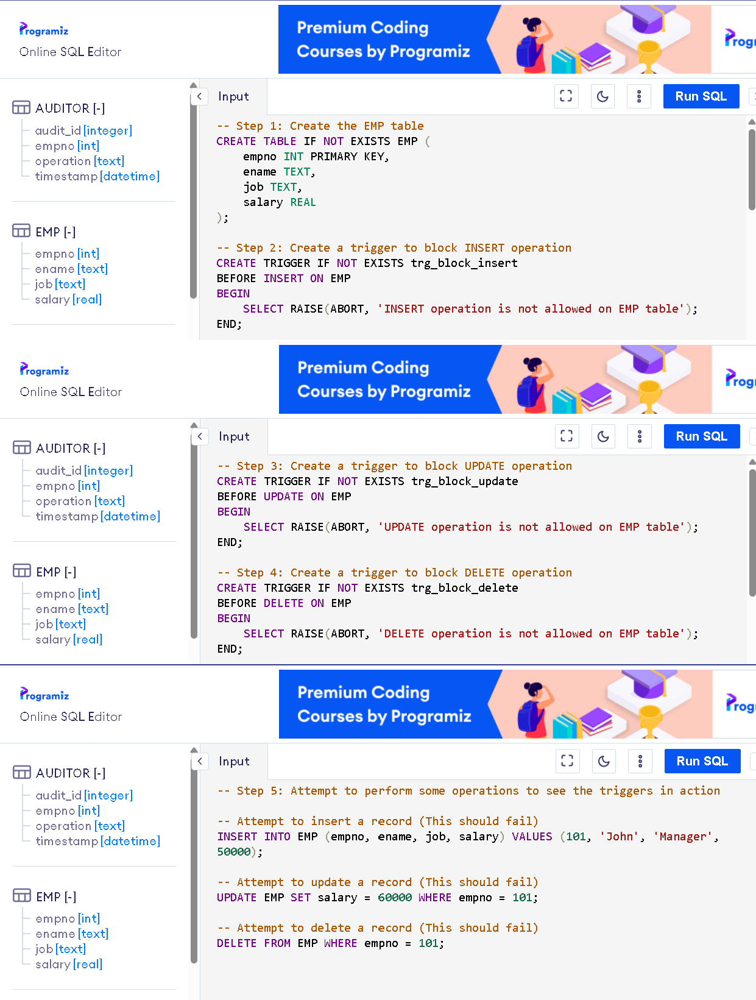 Programiz
Online SQL Editor
Premium Coding
Courses by Programiz
Prog
AUDITOR [-]
audit_id [integer]
empno [int]
operation [text]
timestamp [datetime]
EMP [-]
empno [int]
ename [text]
job [text]
salary [real]
Input
Run SQL
-- Step 1: Create the EMP table
CREATE TABLE IF NOT EXISTS EMP (
    empno INT PRIMARY KEY,
    ename TEXT,
    job TEXT,
    salary REAL
);
-- Step 2: Create a trigger to block INSERT operation
CREATE TRIGGER IF NOT EXISTS trg_block_insert
BEFORE INSERT ON EMP
BEGIN
    SELECT RAISE(ABORT, 'INSERT operation is not allowed on EMP table');
END;
Programiz
Online SQL Editor
Premium Coding
Courses by Programiz
Prog
AUDITOR [-]
audit_id [integer]
empno [int]
operation [text]
timestamp [datetime]
EMP [-]
empno [int]
ename [text]
job [text]
salary [real]
Input
Run SQL
-- Step 3: Create a trigger to block UPDATE operation
CREATE TRIGGER IF NOT EXISTS trg_block_update
BEFORE UPDATE ON EMP
BEGIN
    SELECT RAISE(ABORT, 'UPDATE operation is not allowed on EMP table');
END;
-- Step 4: Create a trigger to block DELETE operation
CREATE TRIGGER IF NOT EXISTS trg_block_delete
BEFORE DELETE ON EMP
BEGIN
    SELECT RAISE(ABORT, 'DELETE operation is not allowed on EMP table');
END;
Programiz
Online SQL Editor
Premium Coding
Courses by Programiz
Prog
AUDITOR [-]
audit_id [integer]
empno [int]
operation [text]
timestamp [datetime]
EMP [-]
empno [int]
ename [text]
job [text]
salary [real]
Input
Run SQL
-- Step 5: Attempt to perform some operations to see the triggers in action
-- Attempt to insert a record (This should fail)
INSERT INTO EMP (empno, ename, job, salary) VALUES (101, 'John', 'Manager',
50000);
-- Attempt to update a record (This should fail)
UPDATE EMP SET salary = 60000 WHERE empno = 101;
-- Attempt to delete a record (This should fail)
DELETE FROM EMP WHERE empno = 101;